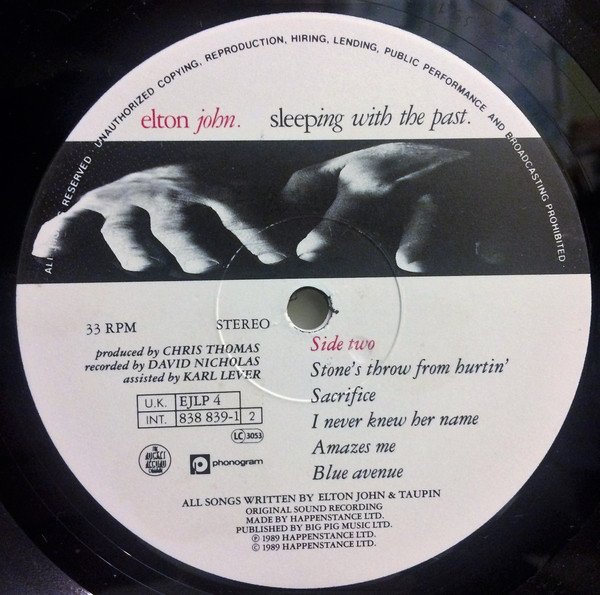 ALL RIGHTS RESERVED · UNAUTHORIZED COPYING, REPRODUCTION, HIRING, LENDING, PUBLIC PERFORMANCE AND BROADCASTING PROHIBITED ·
elton john. sleeping with the past.
33 RPM STEREO
produced by CHRIS THOMAS
recorded by DAVID NICHOLAS
assisted by KARL LEVER
U.K. EJLP 4
INT. 838 839-1 2
LC 3053
THE ROCKET RECORD COMPANY
phonogram
Side two
Stone's throw from hurtin'
Sacrifice
I never knew her name
Amazes me
Blue avenue
ALL SONGS WRITTEN BY ELTON JOHN & TAUPIN
ORIGINAL SOUND RECORDING
MADE BY HAPPENSTANCE LTD.
PUBLISHED BY BIG PIG MUSIC LTD.
℗ 1989 HAPPENSTANCE LTD.
© 1989 HAPPENSTANCE LTD.